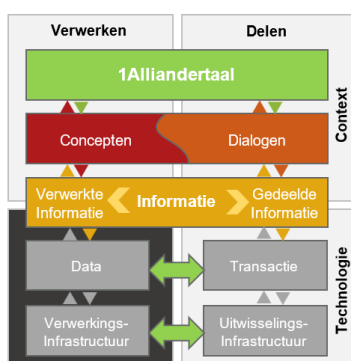 Verwerken
Delen
1Alliandertaal
Context
Concepten
Dialogen
Verwerkte
Informatie
Informatie
Gedeelde
Informatie
Data
Transactie
Technologie
Verwerkings-
Infrastructuur
Uitwisselings-
Infrastructuur